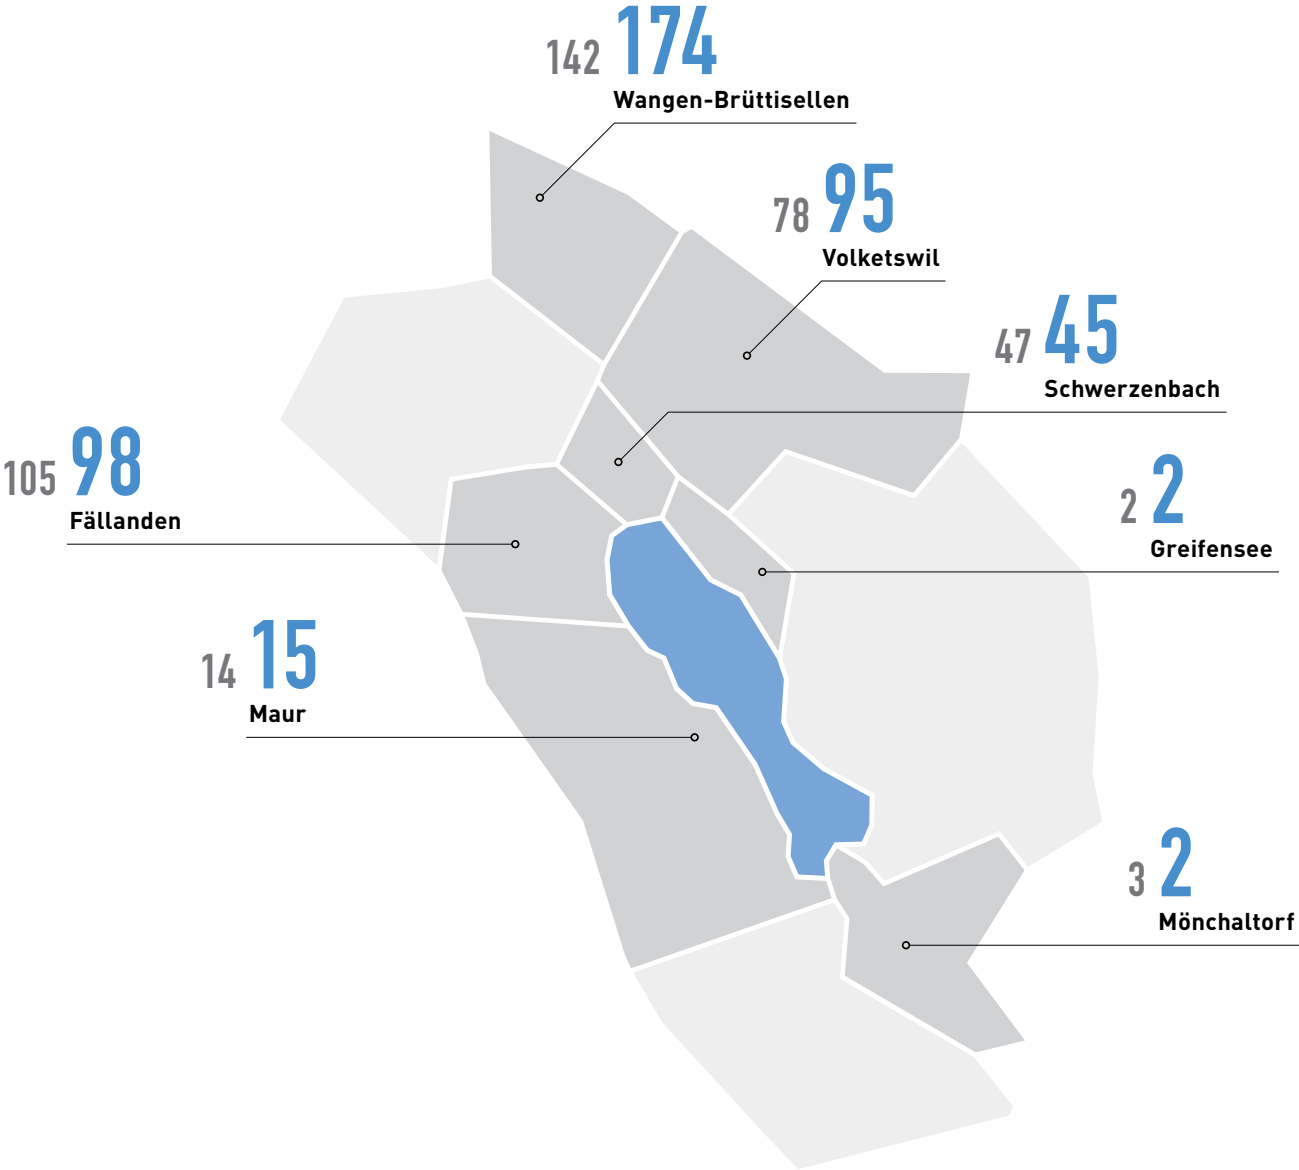 142 174
Wangen-Brüttisellen
78 95
Volketswil
47 45
Schwerzenbach
105 98
Fällanden
2 2
Greifensee
14 15
Maur
3 2
Mönchaltorf